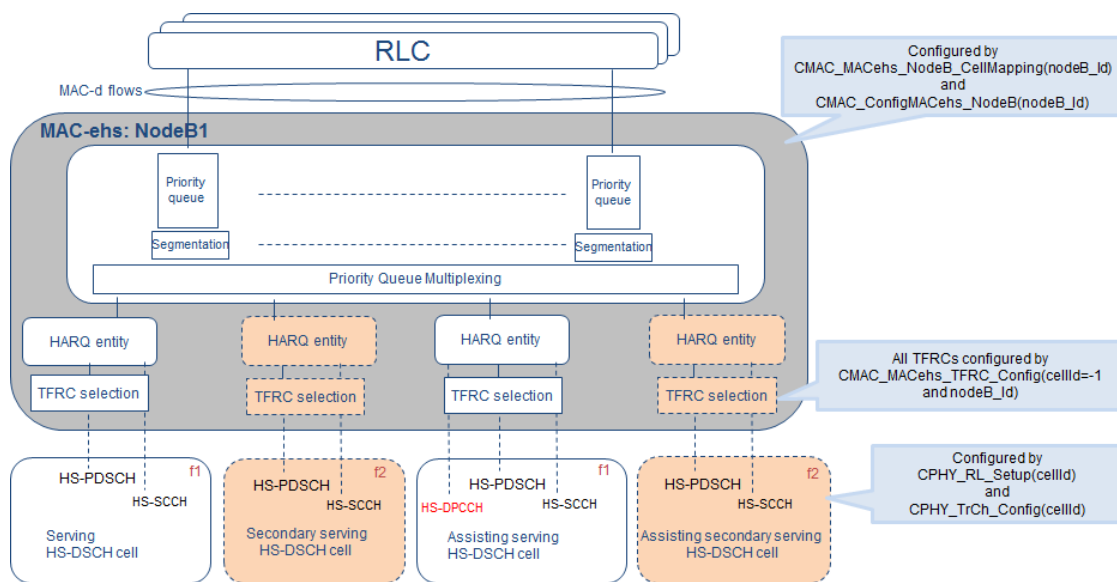 RLC
Configured by
CMAC_MACehs_NodeB_CellMapping(nodeB_Id)
and
CMAC_ConfigMACehs_NodeB(nodeB_Id)
MAC-d flows
MAC-ehs: NodeB1
Priority
queue
Priority
queue
Segmentation
Segmentation
Priority Queue Multiplexing
HARQ entity
HARQ entity
HARQ entity
HARQ entity
TFRC selection
TFRC selection
TFRC selection
TFRC selection
All TFRCs configured by
CMAC_MACehs_TFRC_Config(cellId=-1
and nodeB_Id)
f1
HS-PDSCH
HS-SCCH
Serving
HS-DSCH cell
f2
HS-PDSCH
HS-SCCH
Secondary serving
HS-DSCH cell
f1
HS-PDSCH
HS-DPCCH
HS-SCCH
Assisting serving
HS-DSCH cell
f2
HS-PDSCH
HS-SCCH
Assisting secondary serving
HS-DSCH cell
Configured by
CPHY_RL_Setup(cellId)
and
CPHY_TrCh_Config(cellId)